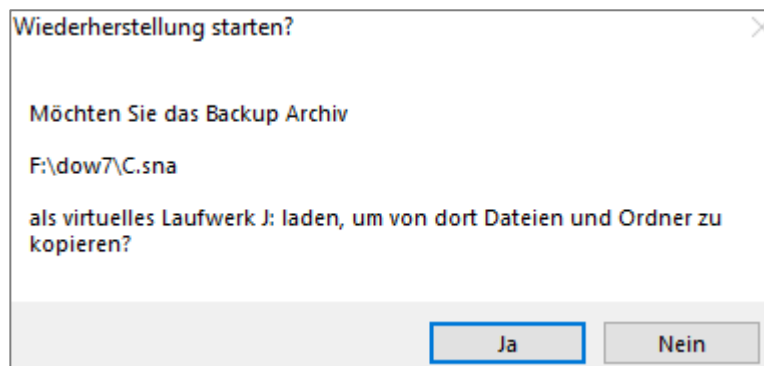 Wiederherstellung starten?
Möchten Sie das Backup Archiv
F:\dow7\C.sna
als virtuelles Laufwerk J: laden, um von dort Dateien und Ordner zu
kopieren?
Ja Nein